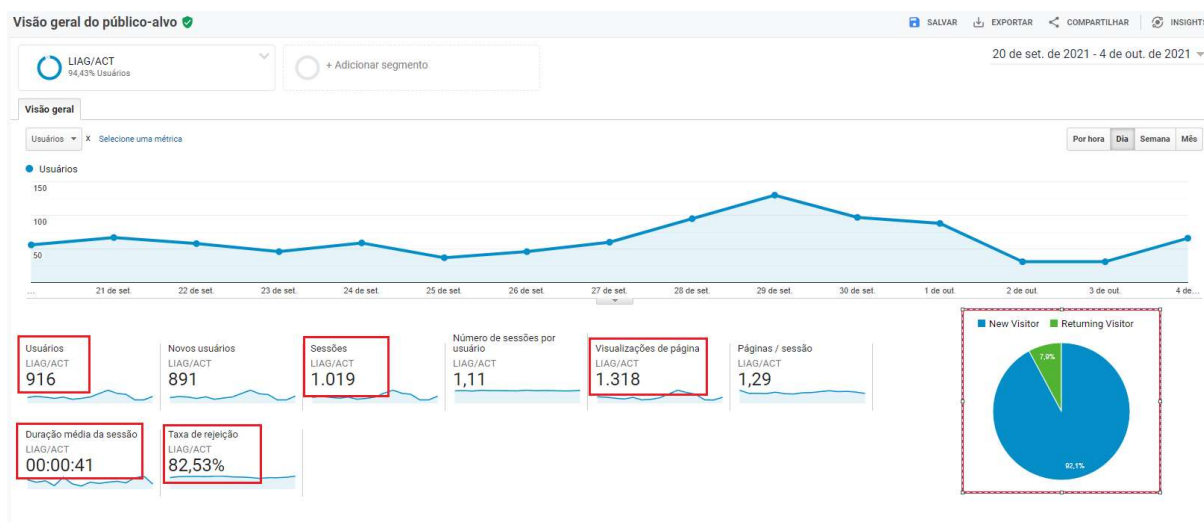 Visão geral do público-alvo
SALVAR EXPORTAR COMPARTILHAR INSIGHTS
LIAG/ACT
94,43% Usuários
+ Adicionar segmento
20 de set. de 2021 - 4 de out. de 2021
Visão geral
Usuários X Selecione uma métrica
Por hora Dia Semana Mês
Usuários
150
100
50
... 21 de set. 22 de set. 23 de set. 24 de set. 25 de set. 26 de set. 27 de set. 28 de set. 29 de set. 30 de set. 1 de out. 2 de out. 3 de out. 4 de...
New Visitor Returning Visitor
Usuários
LIAG/ACT
916
Novos usuários
LIAG/ACT
891
Sessões
LIAG/ACT
1.019
Número de sessões por
usuário
LIAG/ACT
1,11
Visualizações de página
LIAG/ACT
1.318
Páginas / sessão
LIAG/ACT
1,29
7,9%
92,1%
Duração média da sessão
LIAG/ACT
00:00:41
Taxa de rejeição
LIAG/ACT
82,53%